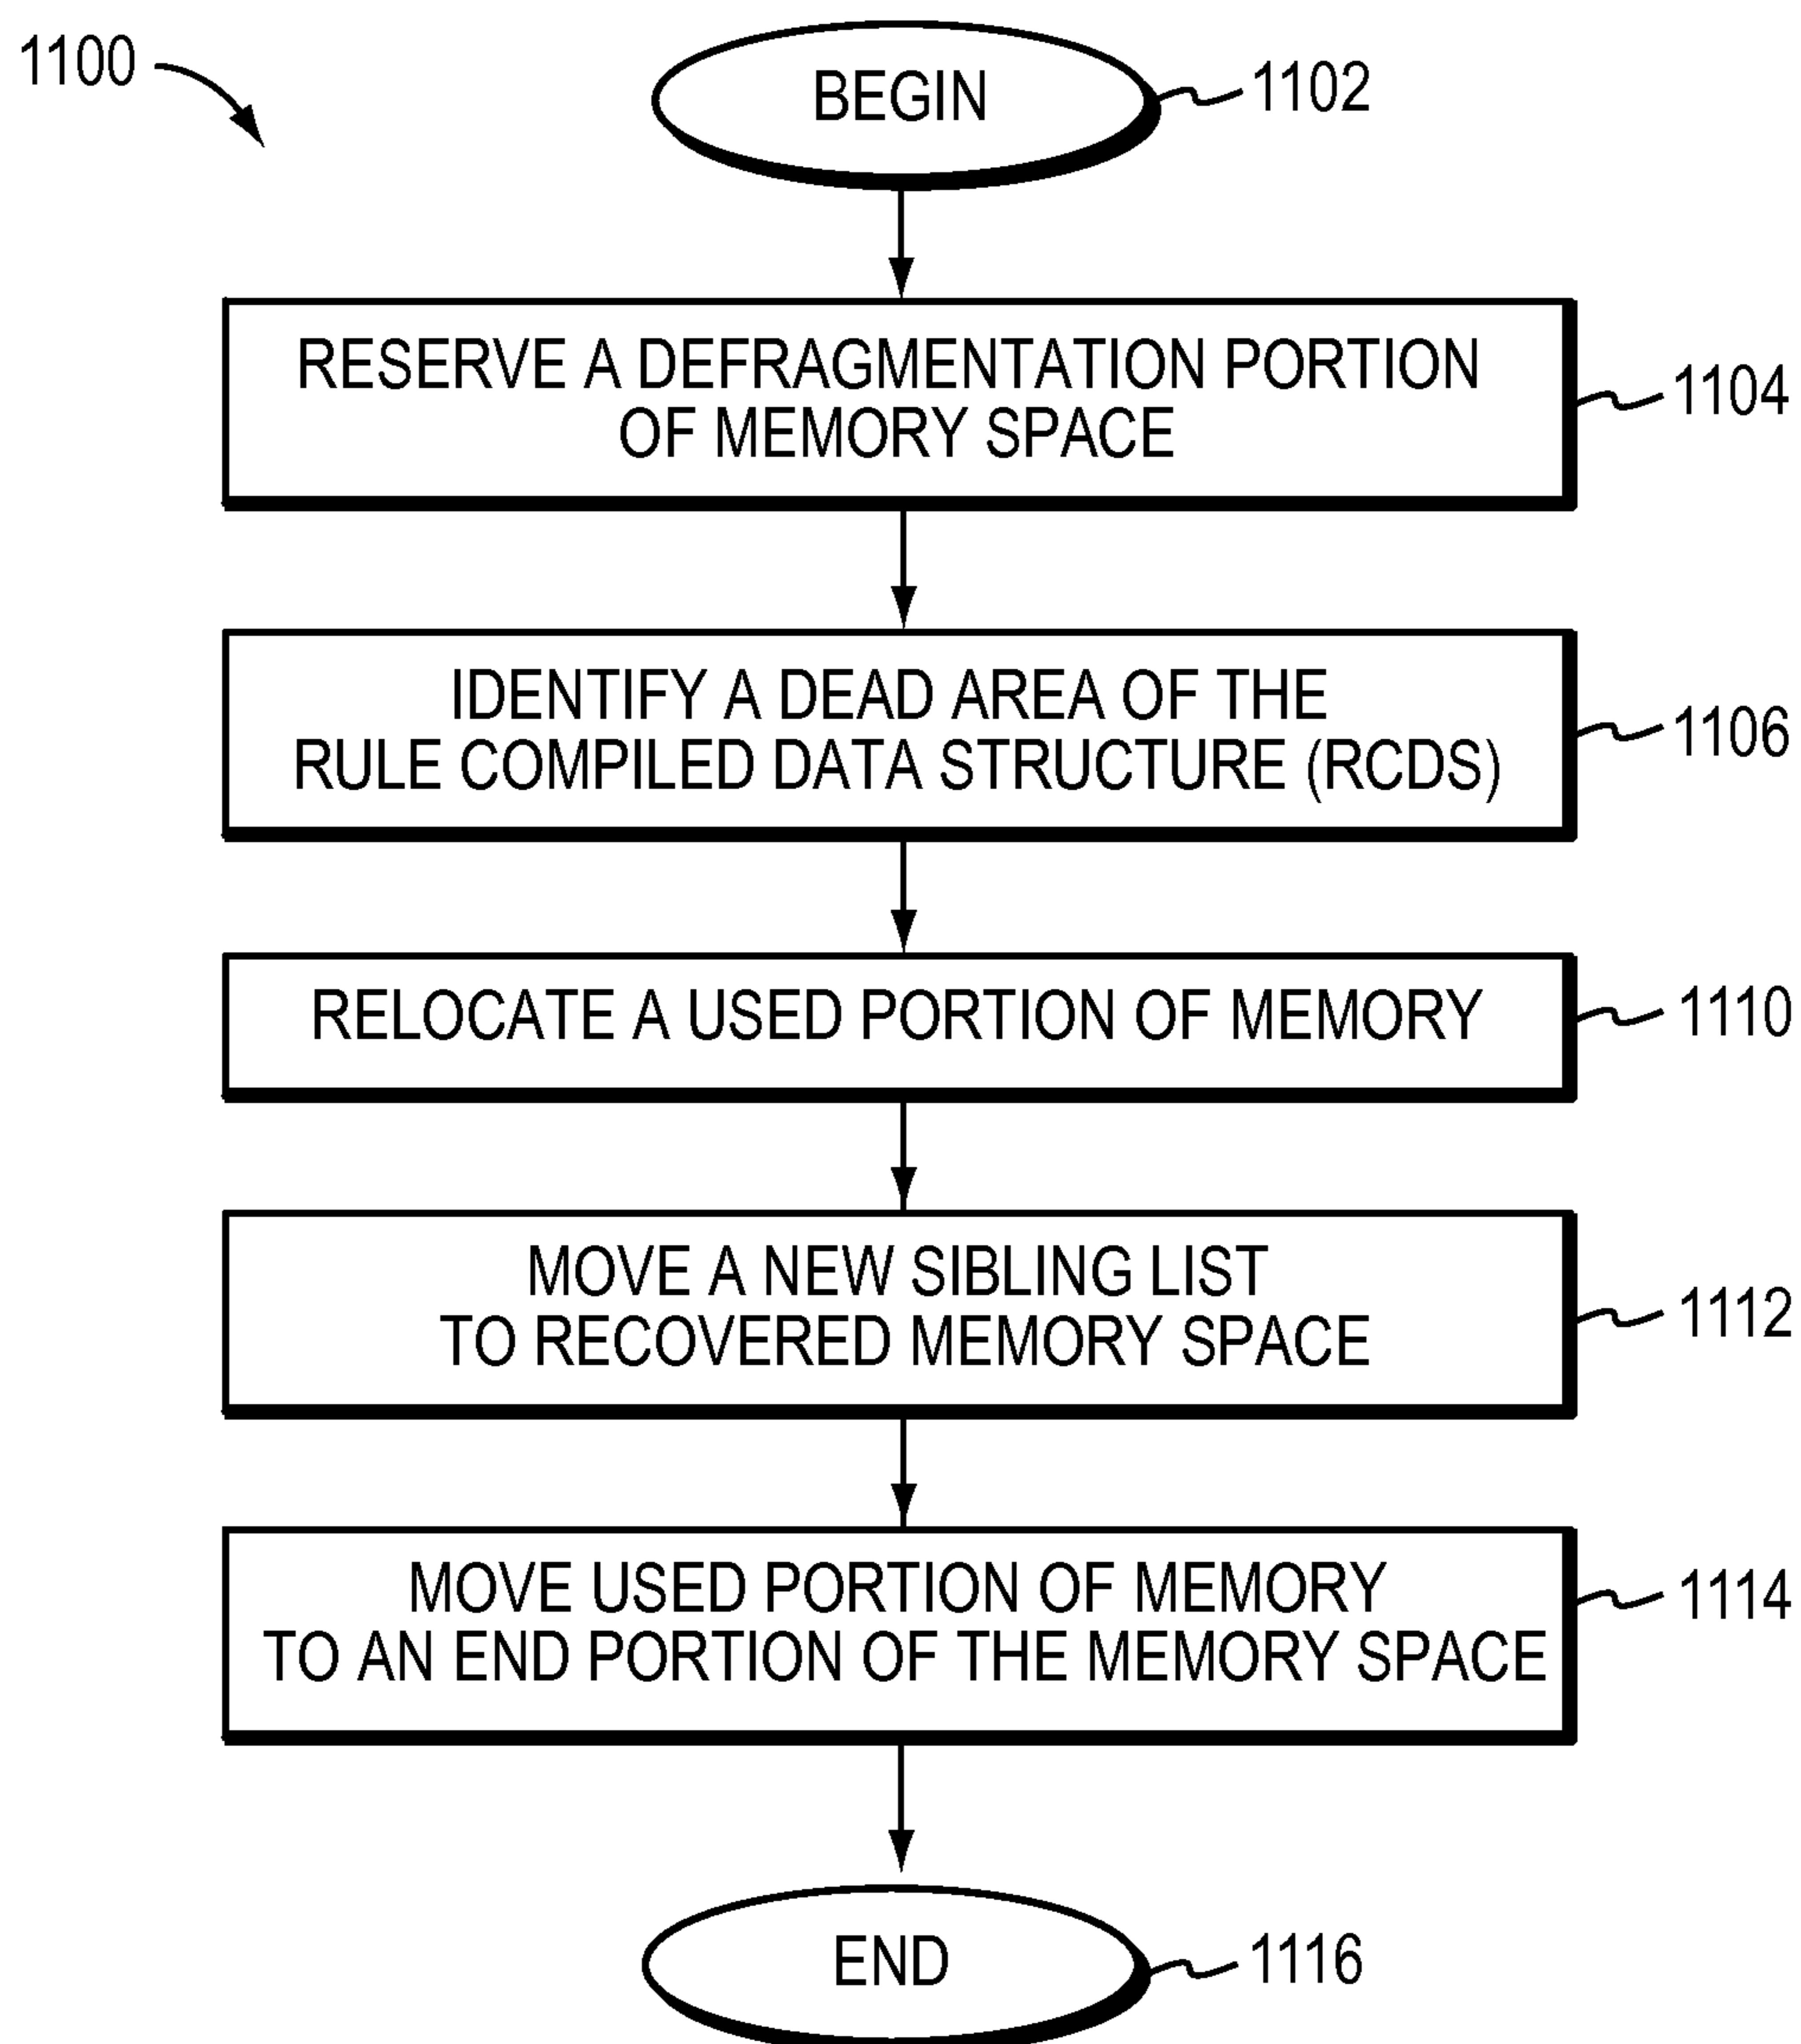 1100
BEGIN
1102
RESERVE A DEFRAGMENTATION PORTION
OF MEMORY SPACE
1104
IDENTIFY A DEAD AREA OF THE
RULE COMPILED DATA STRUCTURE (RCDS)
1106
RELOCATE A USED PORTION OF MEMORY
1110
MOVE A NEW SIBLING LIST
TO RECOVERED MEMORY SPACE
1112
MOVE USED PORTION OF MEMORY
TO AN END PORTION OF THE MEMORY SPACE
1114
END
1116